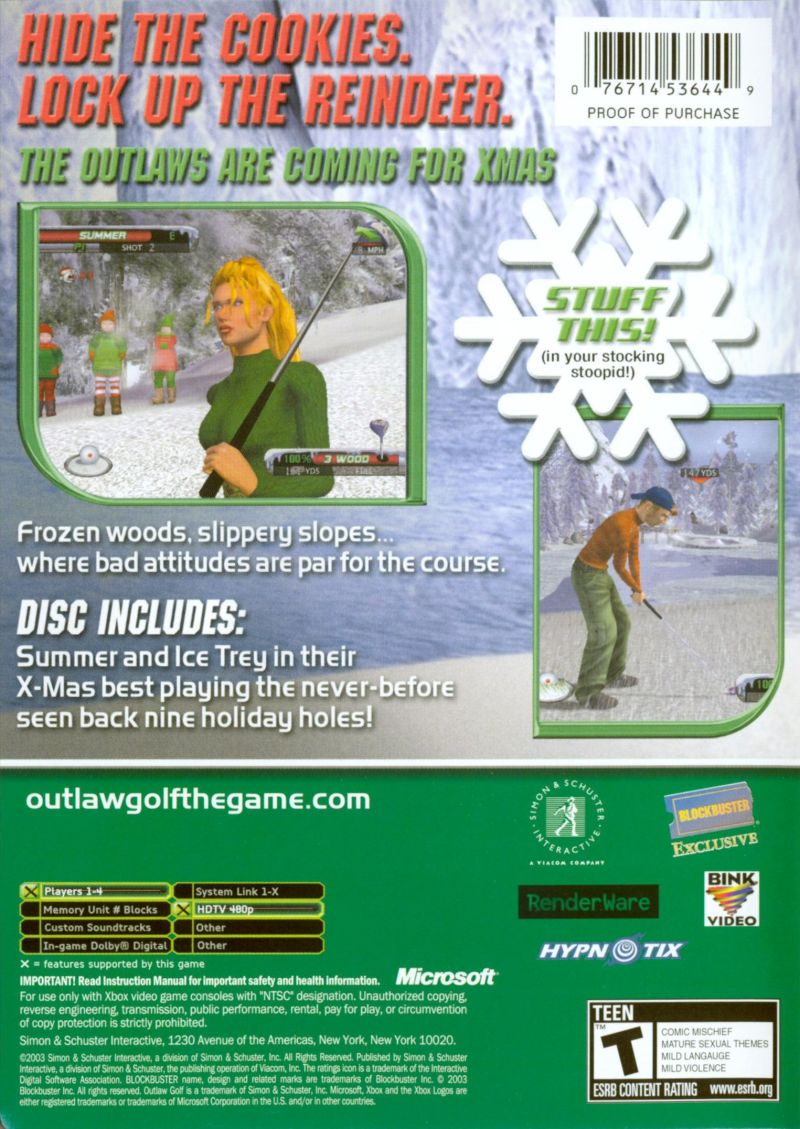 HIDE THE COOKIES.
LOCK UP THE REINDEER.
THE OUTLAWS ARE COMING FOR XMAS
0 76714 53644 9
PROOF OF PURCHASE
SUMMER E
SHOT 2
8 MPH
100% 3 WOOD
YDS FULL
STUFF
THIS!
(in your stocking
stoopid!)
147 YDS
100
Frozen woods, slippery slopes...
where bad attitudes are par for the course.
DISC INCLUDES:
Summer and Ice Trey in their
X-Mas best playing the never-before
seen back nine holiday holes!
outlawgolfthegame.com
SIMON & SCHUSTER
INTERACTIVE
A VIACOM COMPANY
BLOCKBUSTER
EXCLUSIVE
RenderWare
BINK
VIDEO
HYPNOTIX
X Players 1-4
Memory Unit # Blocks
Custom Soundtracks
In-game Dolby® Digital
System Link 1-X
X HDTV 480p
Other
Other
X = features supported by this game
IMPORTANT! Read Instruction Manual for important safety and health information.
Microsoft®
For use only with Xbox video game consoles with "NTSC" designation. Unauthorized copying,
reverse engineering, transmission, public performance, rental, pay for play, or circumvention
of copy protection is strictly prohibited.
Simon & Schuster Interactive, 1230 Avenue of the Americas, New York, New York 10020.
©2003 Simon & Schuster Interactive, a division of Simon & Schuster, Inc. All Rights Reserved. Published by Simon & Schuster
Interactive, a division of Simon & Schuster, the publishing operation of Viacom, Inc. The ratings icon is a trademark of the Interactive
Digital Software Association. BLOCKBUSTER name, design and related marks are trademarks of Blockbuster Inc. © 2003
Blockbuster Inc. All rights reserved. Outlaw Golf is a trademark of Simon & Schuster, Inc. Microsoft, Xbox and the Xbox Logos are
either registered trademarks or trademarks of Microsoft Corporation in the U.S. and/or in other countries.
TEEN
T
TM
COMIC MISCHIEF
MATURE SEXUAL THEMES
MILD LANGAUGE
MILD VIOLENCE
ESRB CONTENT RATING www.esrb.org